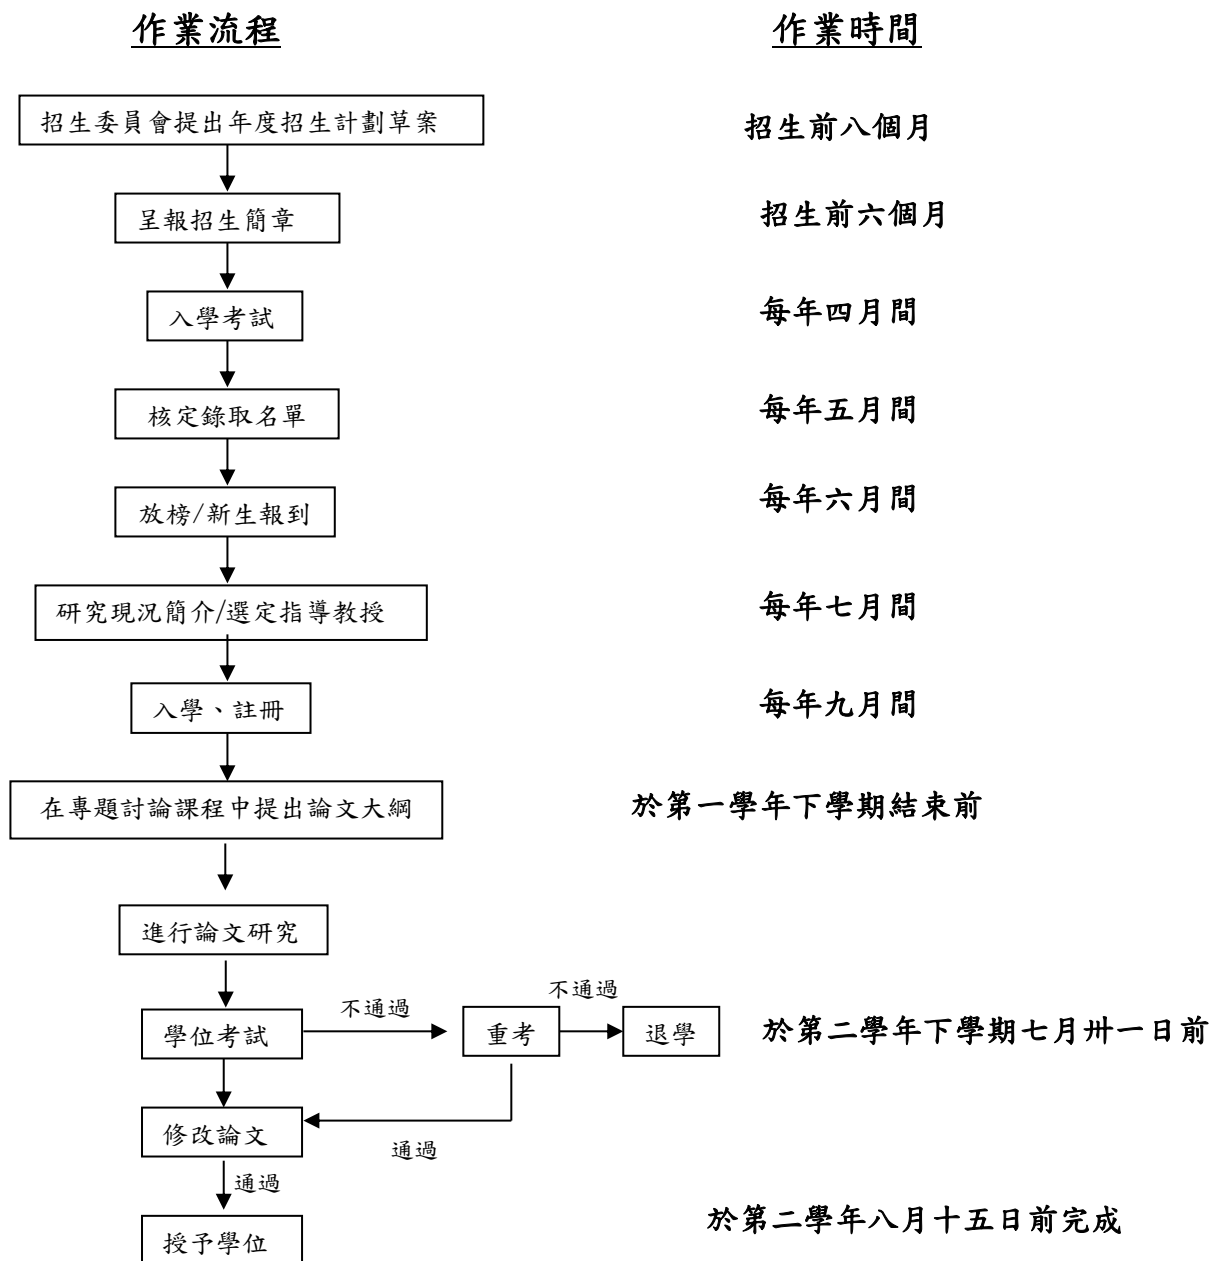 作業流程
作業時間
招生委員會提出年度招生計劃草案
招生前八個月
呈報招生簡章
招生前六個月
入學考試
每年四月間
核定錄取名單
每年五月間
放榜/新生報到
每年六月間
研究現況簡介/選定指導教授
每年七月間
入學、註冊
每年九月間
在專題討論課程中提出論文大綱
於第一學年下學期結束前
進行論文研究
學位考試
不通過
重考
不通過
退學
於第二學年下學期七月卅一日前
修改論文
通過
通過
授予學位
於第二學年八月十五日前完成